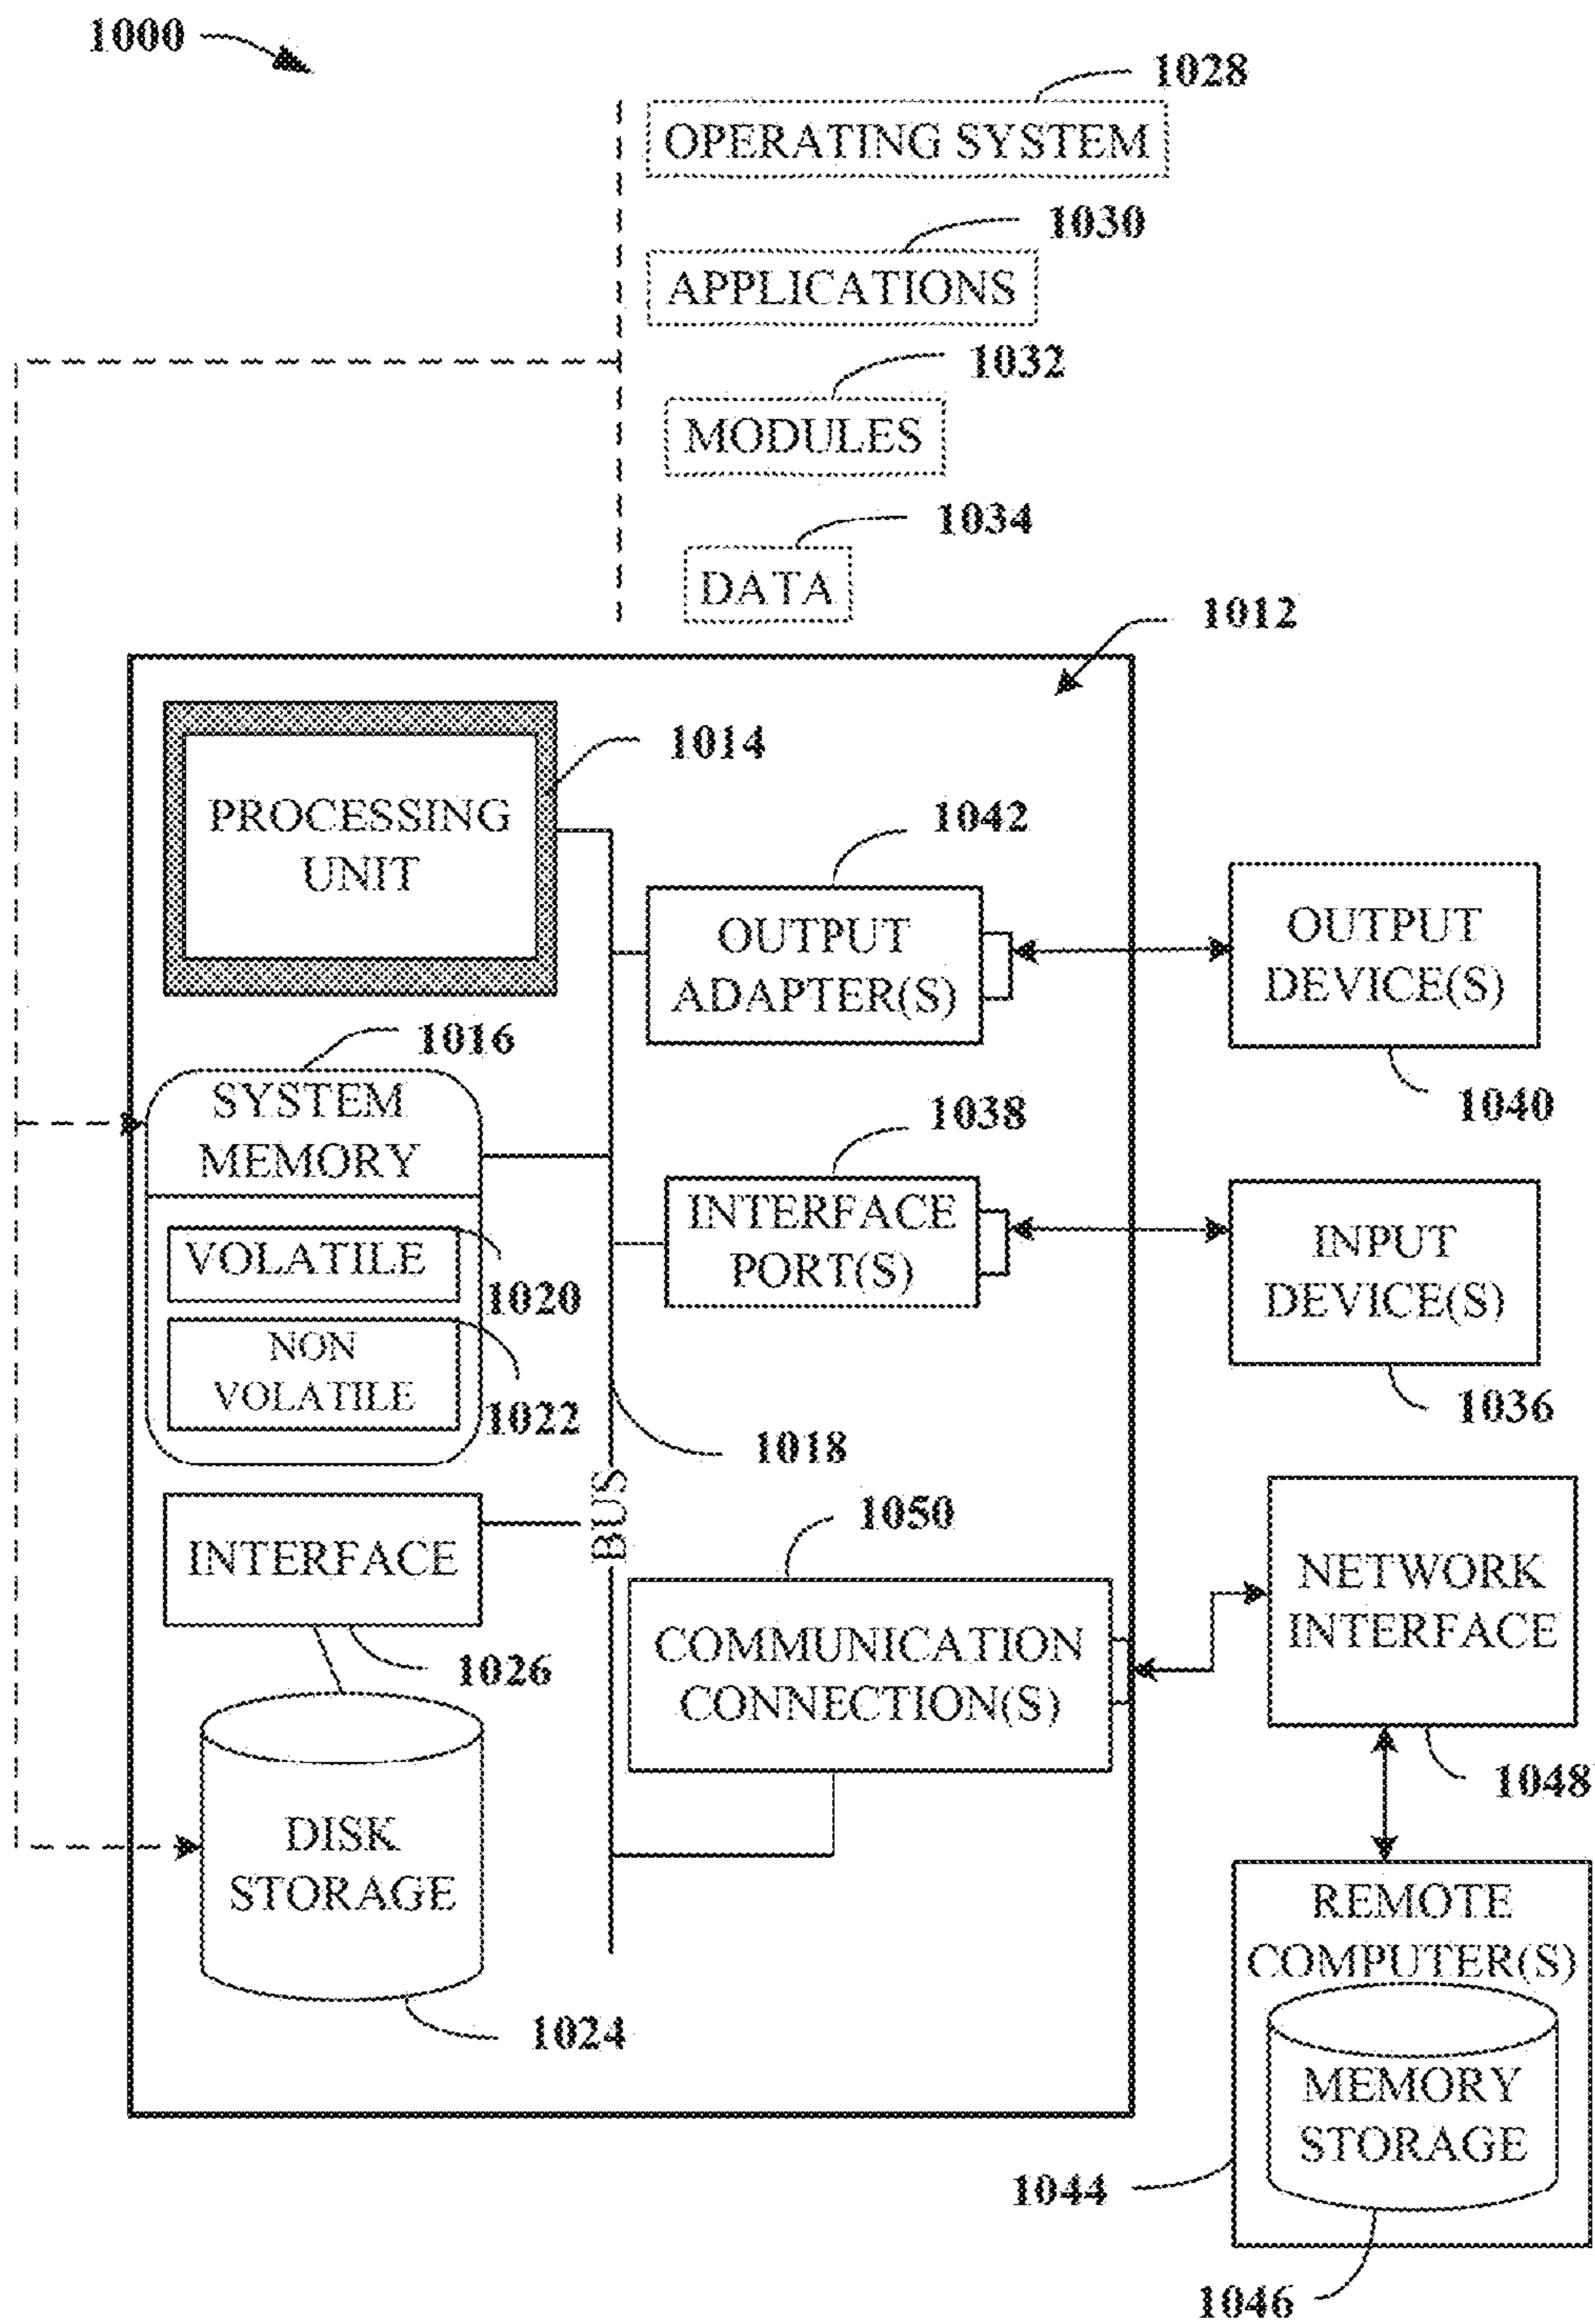 1000
1028
OPERATING SYSTEM
1030
APPLICATIONS
1032
MODULES
1034
DATA
1012
PROCESSING
UNIT
1014
1042
OUTPUT
ADAPTER(S)
OUTPUT
DEVICE(S)
1040
1016
SYSTEM
MEMORY
VOLATILE
1020
NON
VOLATILE
1022
1038
INTERFACE
PORT(S)
INPUT
DEVICE(S)
1036
1018
BUS
INTERFACE
1026
1050
COMMUNICATION
CONNECTION(S)
NETWORK
INTERFACE
1048
DISK
STORAGE
1024
REMOTE
COMPUTER(S)
MEMORY
STORAGE
1044
1046